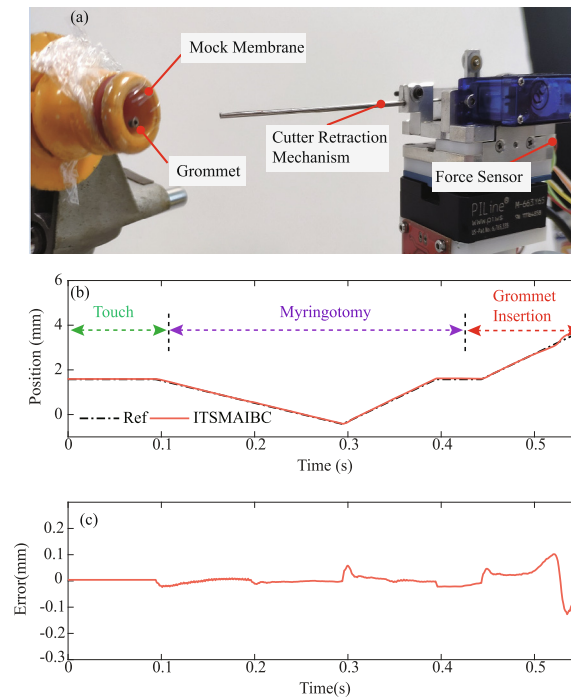 (a)
Mock Membrane
Grommet
Cutter Retraction
Mechanism
Force Sensor
PILine®
(b)
Position (mm)
6
4
2
0
Touch
Myringotomy
Grommet
Insertion
Ref
ITSMAIBC
0 0.1 0.2 0.3 0.4 0.5
Time (s)
(c)
Error(mm)
0.2
0.1
0
-0.1
-0.2
-0.3
0 0.1 0.2 0.3 0.4 0.5
Time(s)